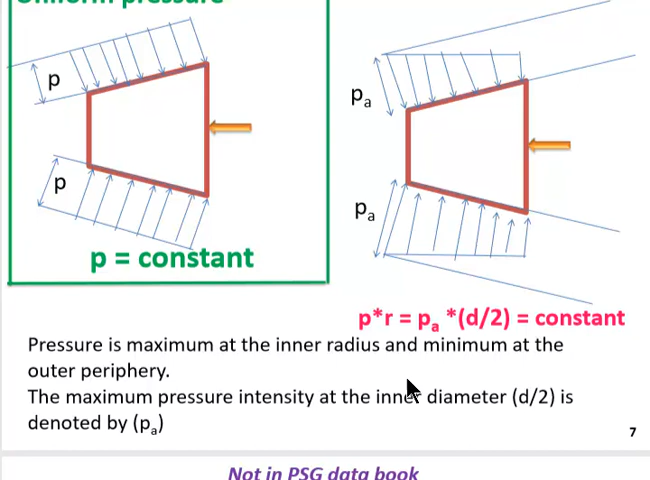 Uniform pressure
p
p
p = constant
pa
pa
p*r = pa *(d/2) = constant
Pressure is maximum at the inner radius and minimum at the
outer periphery.
The maximum pressure intensity at the inner diameter (d/2) is
denoted by (pa)
7
Not in PSG data book